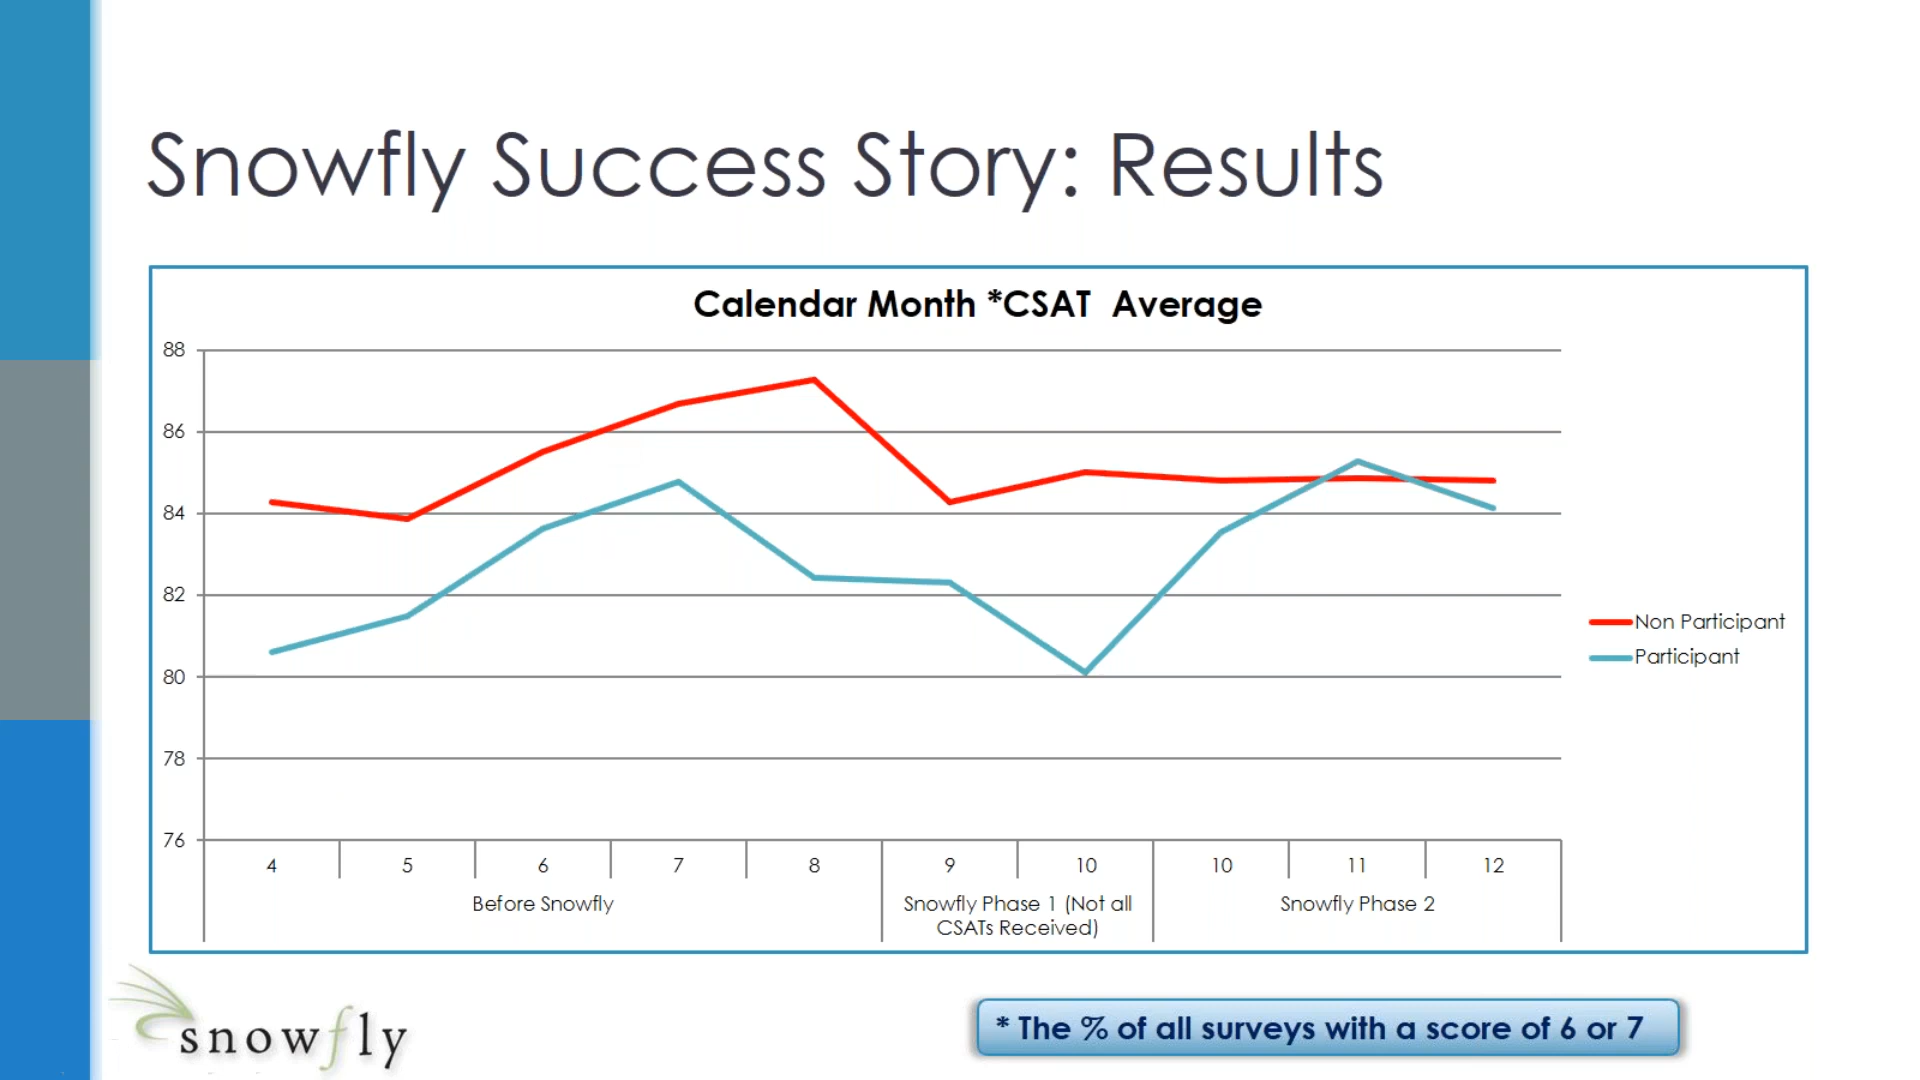 Snowfly Success Story: Results
Calendar Month *CSAT Average
88
86
84
82
80
78
76
4 5 6 7 8 9 10 10 11 12
Before Snowfly
Snowfly Phase 1 (Not all
CSATs Received)
Snowfly Phase 2
Non Participant
Participant
snowfly
* The % of all surveys with a score of 6 or 7